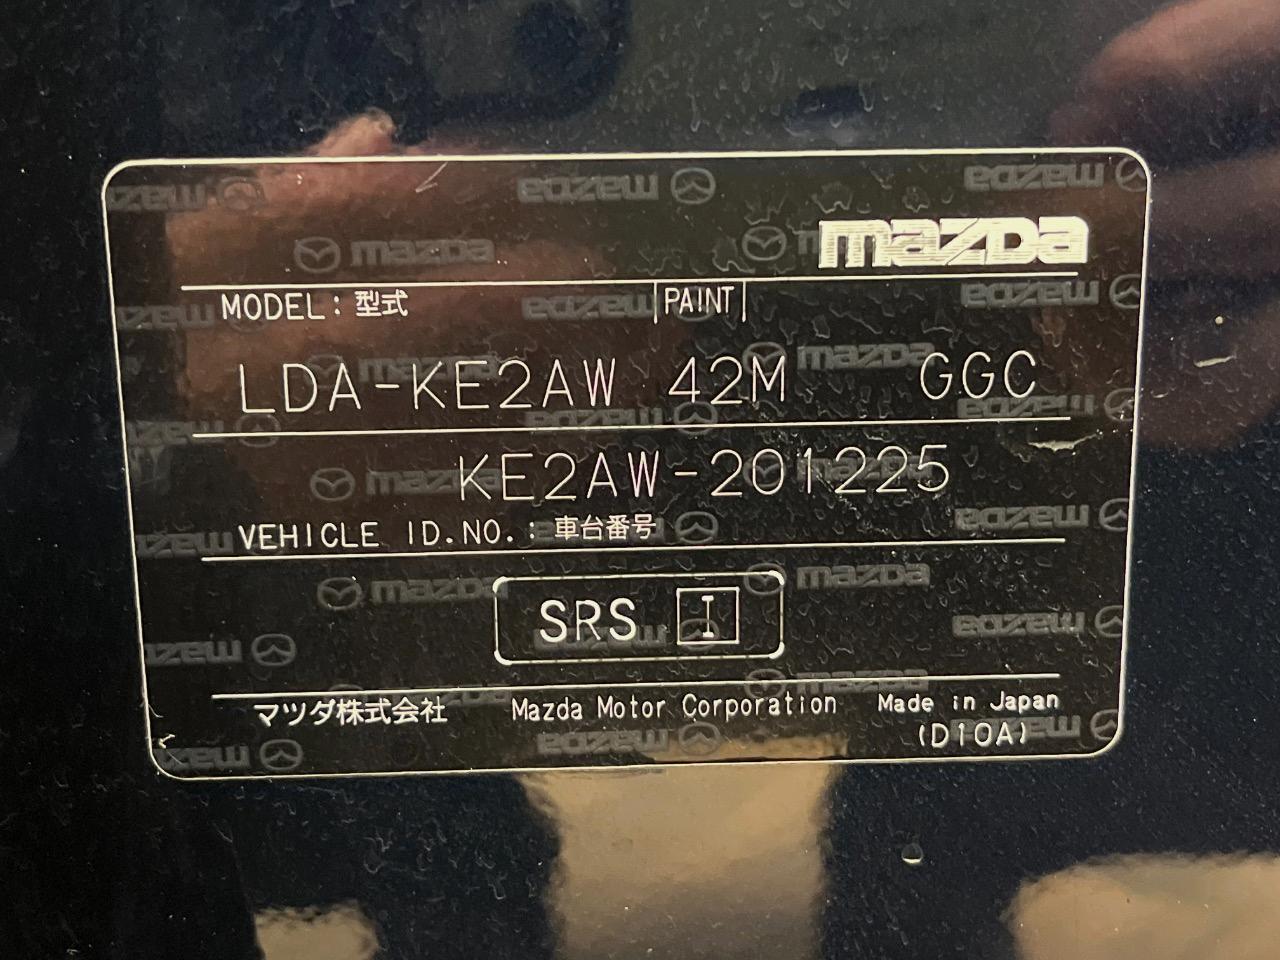 mazda
MODEL : 型式 PAINT
LDA-KE2AW 42M GGC
KE2AW-201225
VEHICLE ID.NO. : 車台番号
SRS I
マツダ株式会社 Mazda Motor Corporation Made in Japan
(D10A)